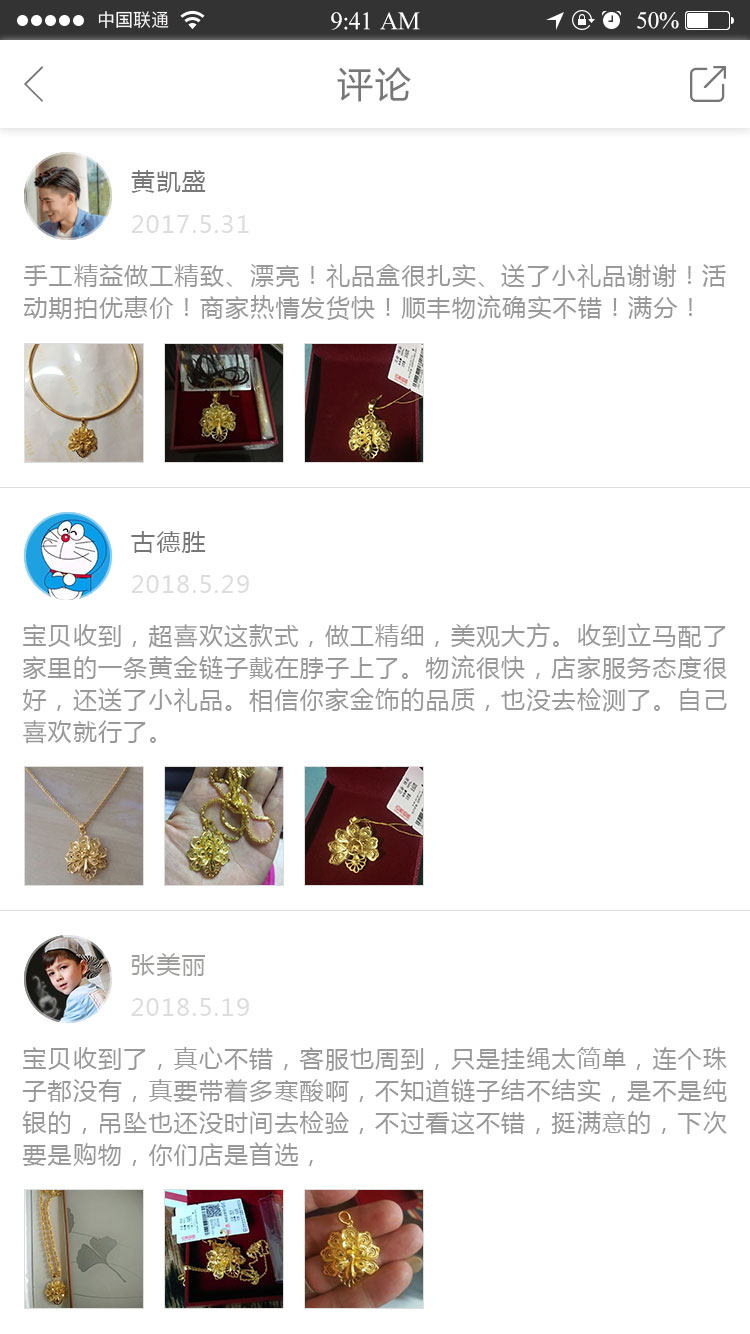 中国联通 9:41 AM 50%
评论
黄凯盛
2017.5.31
手工精益做工精致、漂亮！礼品盒很扎实、送了小礼品谢谢！活
动期拍优惠价！商家热情发货快！顺丰物流确实不错！满分！
古德胜
2018.5.29
宝贝收到，超喜欢这款式，做工精细，美观大方。收到立马配了
家里的一条黄金链子戴在脖子上了。物流很快，店家服务态度很
好，还送了小礼品。相信你家金饰的品质，也没去检测了。自己
喜欢就行了。
张美丽
2018.5.19
宝贝收到了，真心不错，客服也周到，只是挂绳太简单，连个珠
子都没有，真要带着多寒酸啊，不知道链子结不结实，是不是纯
银的，吊坠也还没时间去检验，不过看这不错，挺满意的，下次
要是购物，你们店是首选，